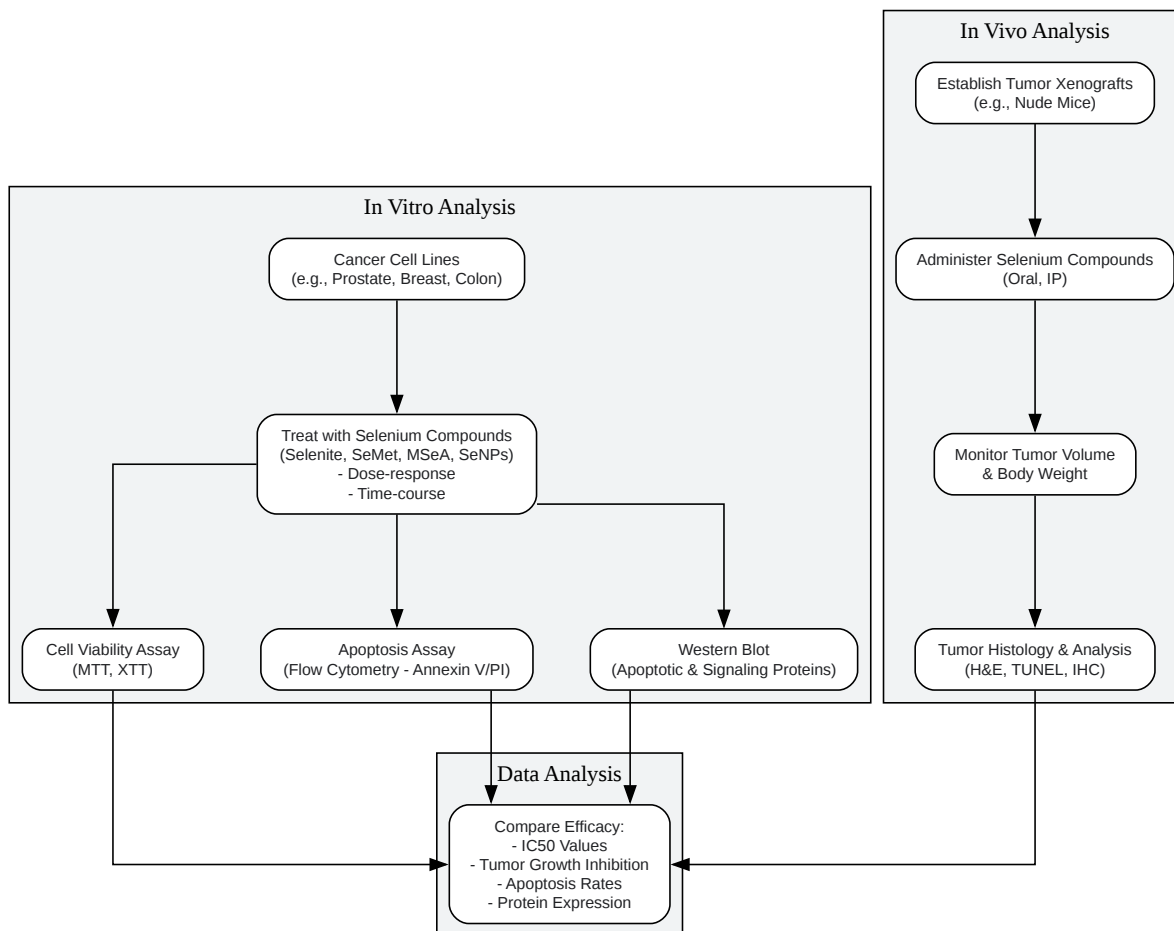 In Vivo Analysis
Establish Tumor Xenografts
(e.g., Nude Mice)
Administer Selenium Compounds
(Oral, IP)
Monitor Tumor Volume
& Body Weight
Tumor Histology & Analysis
(H&E, TUNEL, IHC)
In Vitro Analysis
Cancer Cell Lines
(e.g., Prostate, Breast, Colon)
Treat with Selenium Compounds
(Selenite, SeMet, MSeA, SeNPs)
- Dose-response
- Time-course
Cell Viability Assay
(MTT, XTT)
Apoptosis Assay
(Flow Cytometry - Annexin V/PI)
Western Blot
(Apoptotic & Signaling Proteins)
Data Analysis
Compare Efficacy:
- IC50 Values
- Tumor Growth Inhibition
- Apoptosis Rates
- Protein Expression